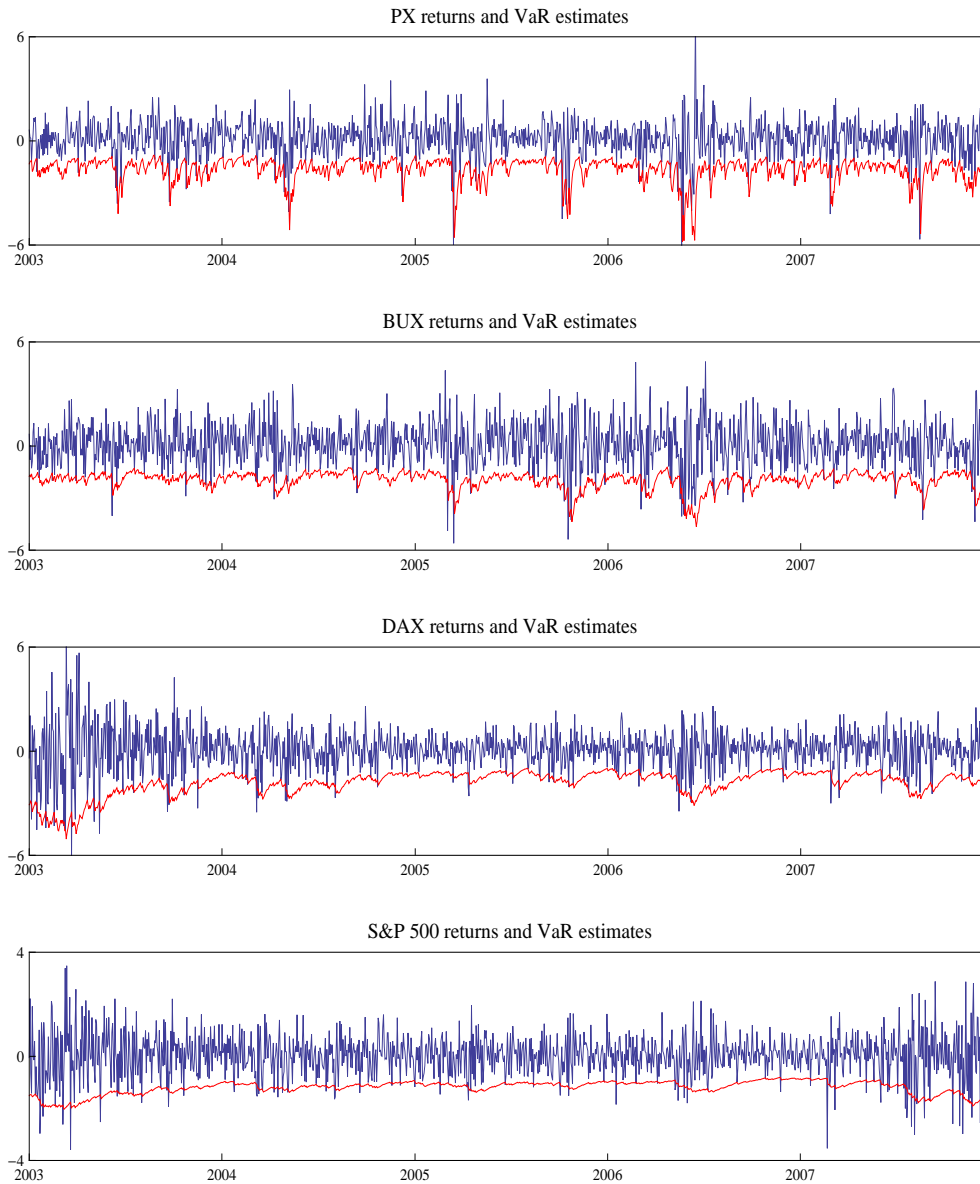 PX returns and VaR estimates
6
0
−6
2003 2004 2005 2006 2007
BUX returns and VaR estimates
6
0
−6
2003 2004 2005 2006 2007
DAX returns and VaR estimates
6
0
−6
2003 2004 2005 2006 2007
S&P 500 returns and VaR estimates
4
0
−4
2003 2004 2005 2006 2007